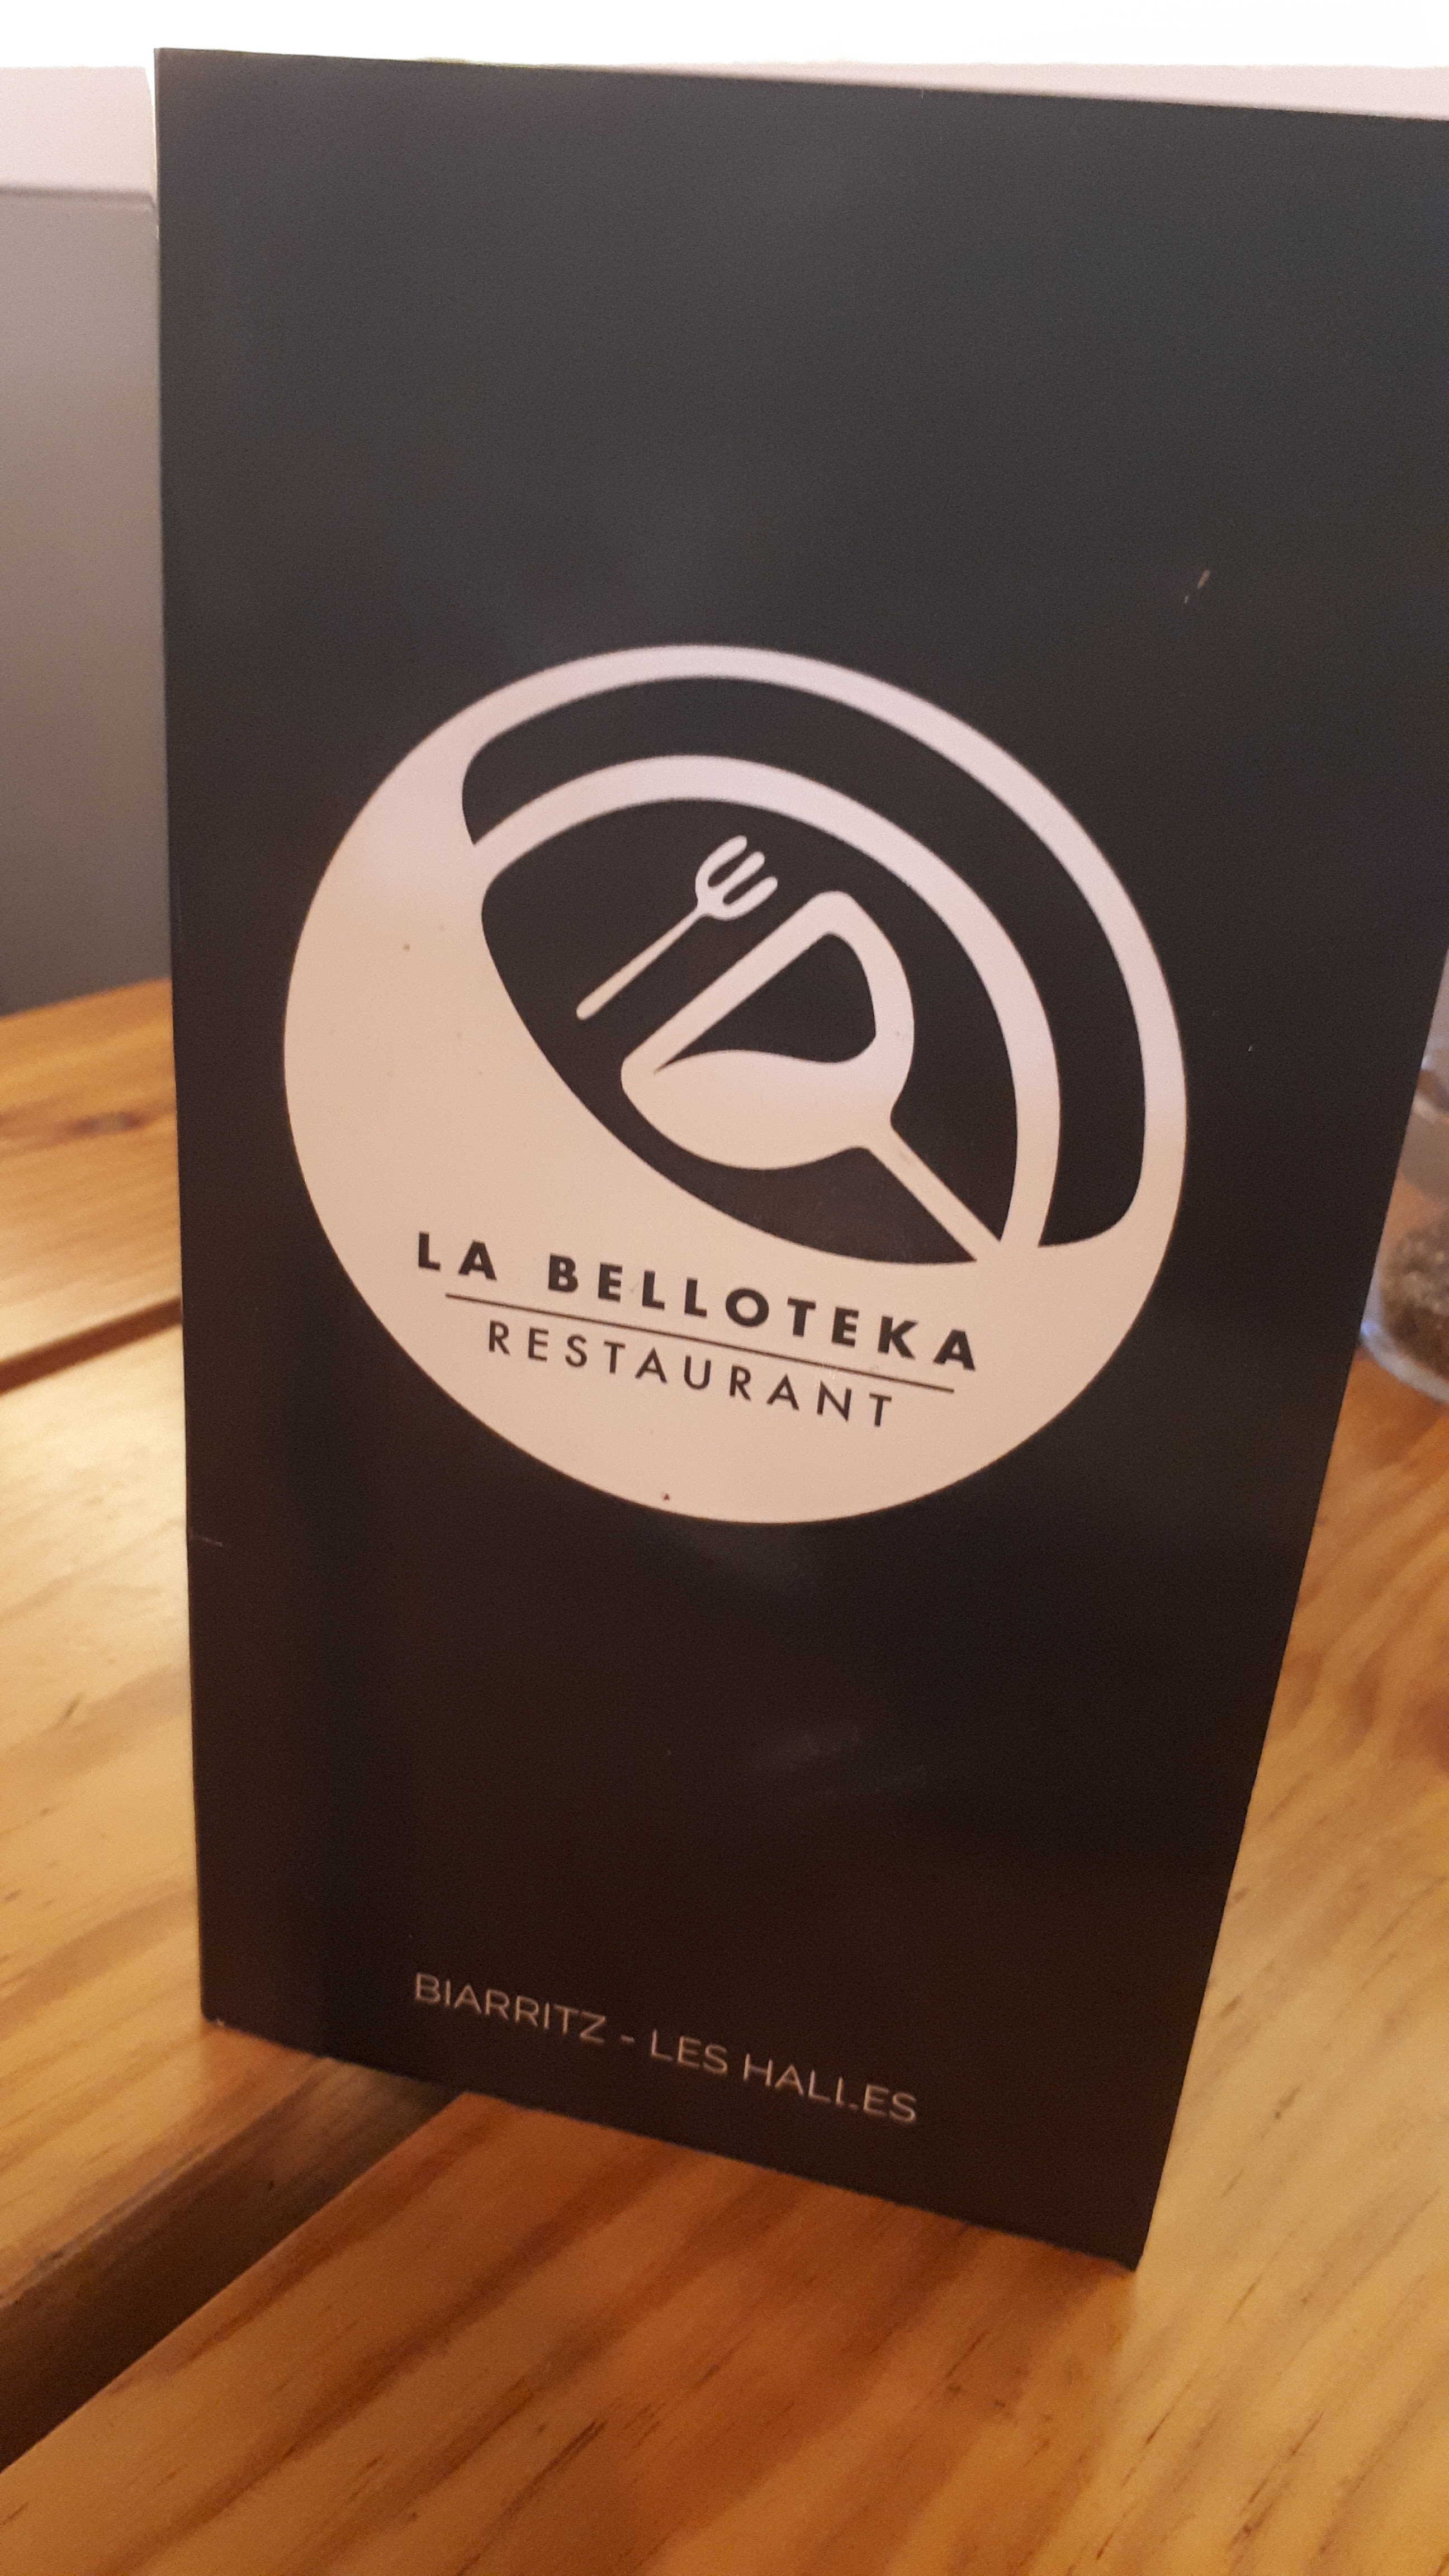 LA BELLOTEKA
RESTAURANT
BIARRITZ - LES HALLES